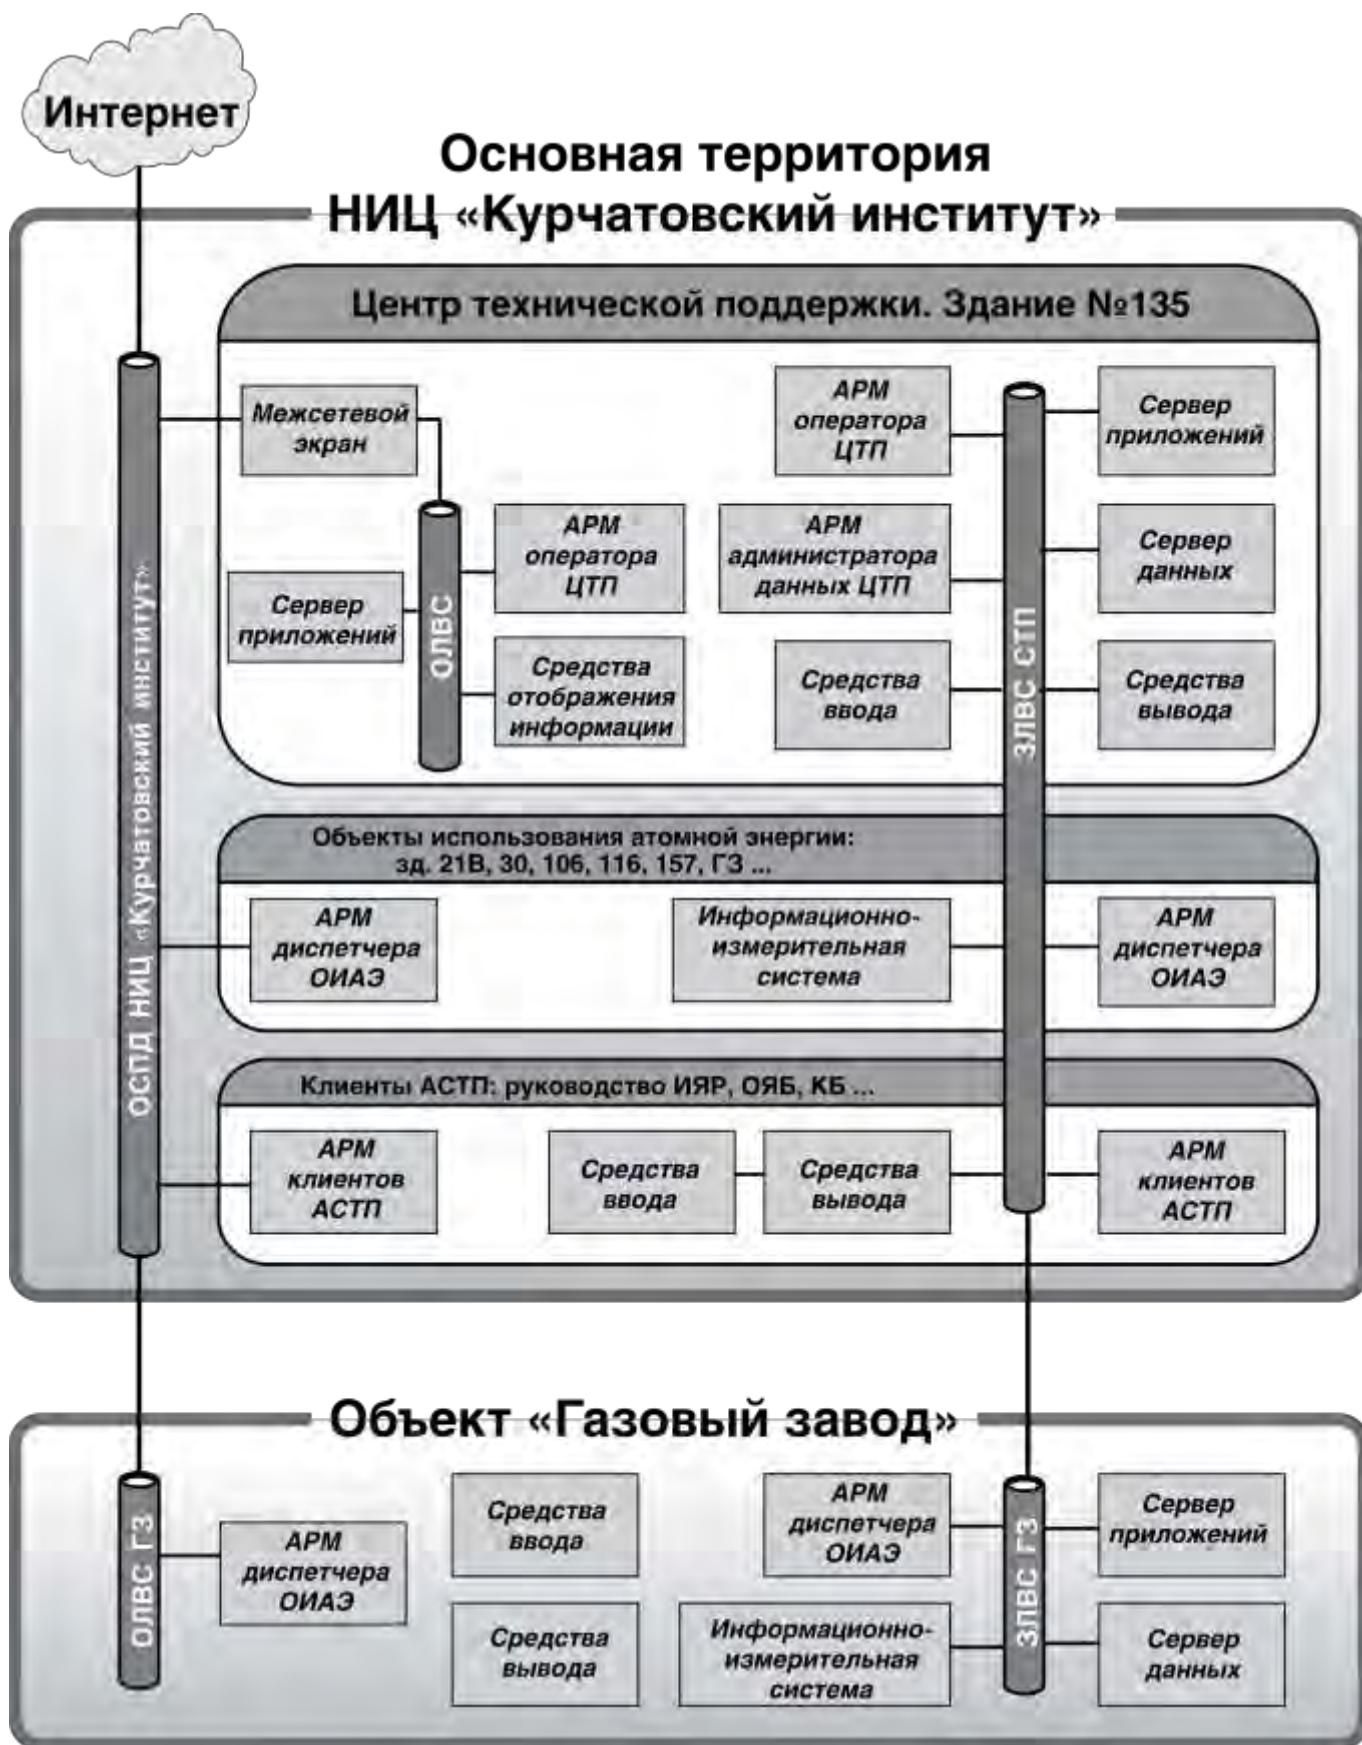 Интернет
Основная территория
НИЦ «Курчатовский институт»
Центр технической поддержки. Здание №135
Межсетевой
экран
Сервер
приложений
ОЛВС
АРМ
оператора
ЦТП
Средства
отображения
информации
АРМ
оператора
ЦТП
АРМ
администратора
данных ЦТП
Средства
ввода
ЗЛВС СТП
Сервер
приложений
Сервер
данных
Средства
вывода
ОСПД НИЦ «Курчатовский институт»
Объекты использования атомной энергии:
зд. 21В, 30, 106, 116, 157, ГЗ ...
АРМ
диспетчера
ОИАЭ
Информационно-
измерительная
система
АРМ
диспетчера
ОИАЭ
Клиенты АСТП: руководство ИЯР, ОЯБ, КБ ...
АРМ
клиентов
АСТП
Средства
ввода
Средства
вывода
АРМ
клиентов
АСТП
Объект «Газовый завод»
ОЛВС ГЗ
АРМ
диспетчера
ОИАЭ
Средства
ввода
Средства
вывода
АРМ
диспетчера
ОИАЭ
Информационно-
измерительная
система
ЗЛВС ГЗ
Сервер
приложений
Сервер
данных